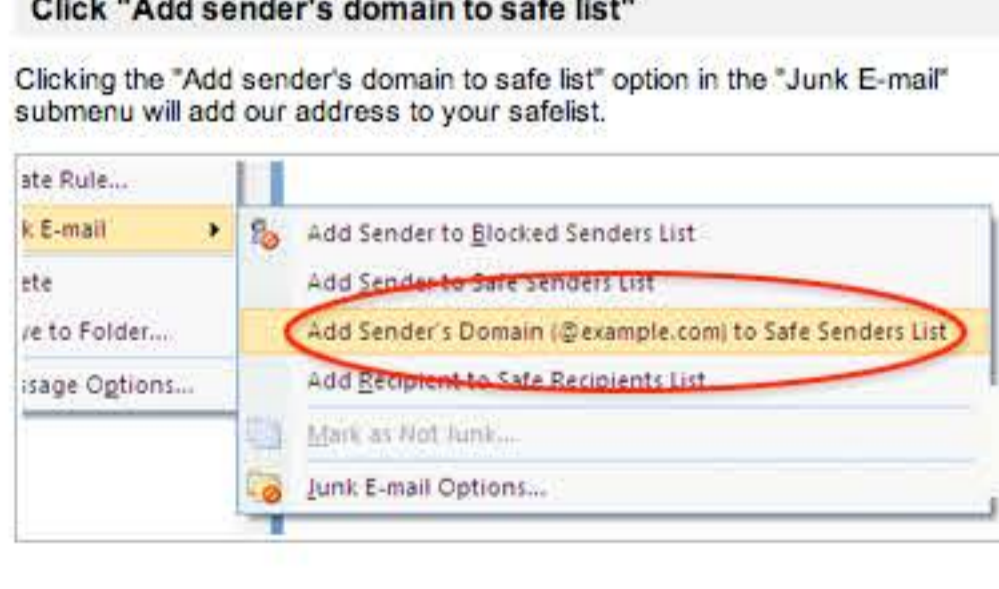 Click "Add sender's domain to safe list"
Clicking the "Add sender's domain to safe list" option in the "Junk E-mail"
submenu will add our address to your safelist.
ate Rule...
k E-mail
Add Sender to Blocked Senders List
ete
Add Sender to Safe Senders List
ve to Folder....
Add Sender's Domain (@example.com) to Safe Senders List
ssage Options...
Add Recipient to Safe Recipients List
Mark as Not Junk...
Junk E-mail Options...